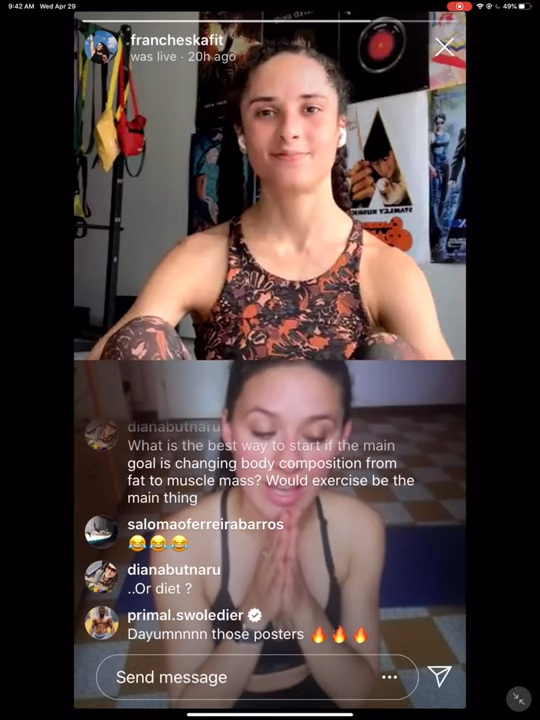 9:42 AM Wed Apr 29
49%
francheskafit
was live · 20h ago
STANLEY KUBRICK
dianabutnaru
What is the best way to start if the main
goal is changing body composition from
fat to muscle mass? Would exercise be the
main thing
salomaoferreirabarros
😂😂😂
dianabutnaru
..Or diet ?
primal.swoledier
Dayumnnnn those posters 🔥🔥🔥
Send message